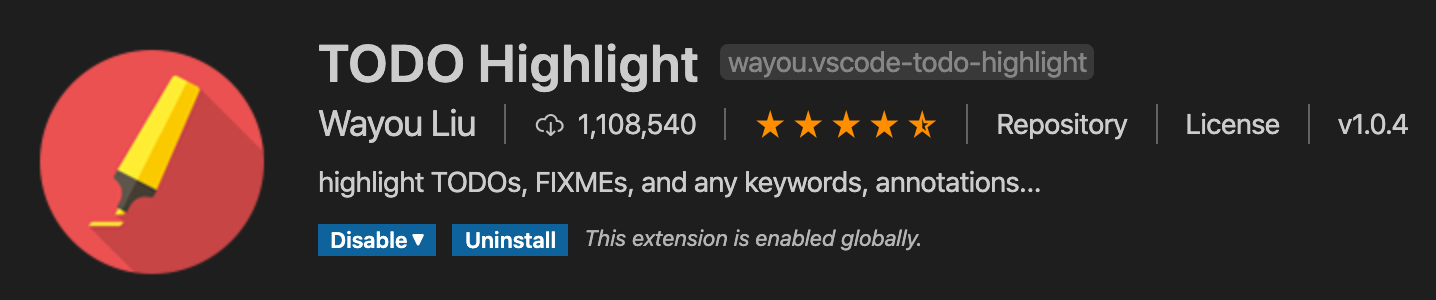 TODO Highlight wayou.vscode-todo-highlight
Wayou Liu 1,108,540 Repository License v1.0.4
highlight TODOs, FIXMEs, and any keywords, annotations...
Disable Uninstall This extension is enabled globally.